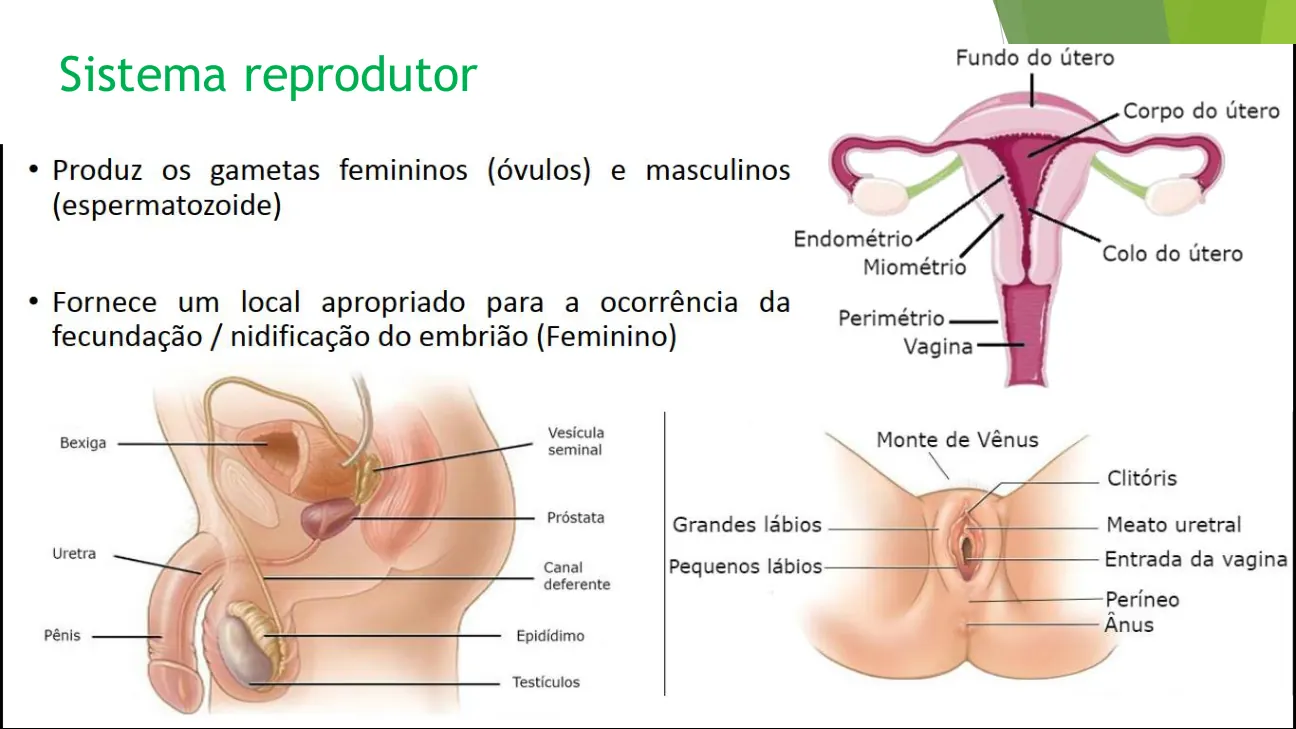 Sistema reprodutor
• Produz os gametas femininos (óvulos) e masculinos
(espermatozoide)
• Fornece um local apropriado para a ocorrência da
fecundação / nidificação do embrião (Feminino)
Fundo do útero
Corpo do útero
Endométrio
Miométrio
Colo do útero
Perimétrio
Vagina
Bexiga
Vesícula
seminal
Próstata
Uretra
Canal
deferente
Pênis
Epidídimo
Testículos
Monte de Vênus
Clitóris
Grandes lábios
Meato uretral
Pequenos lábios
Entrada da vagina
Períneo
Ânus